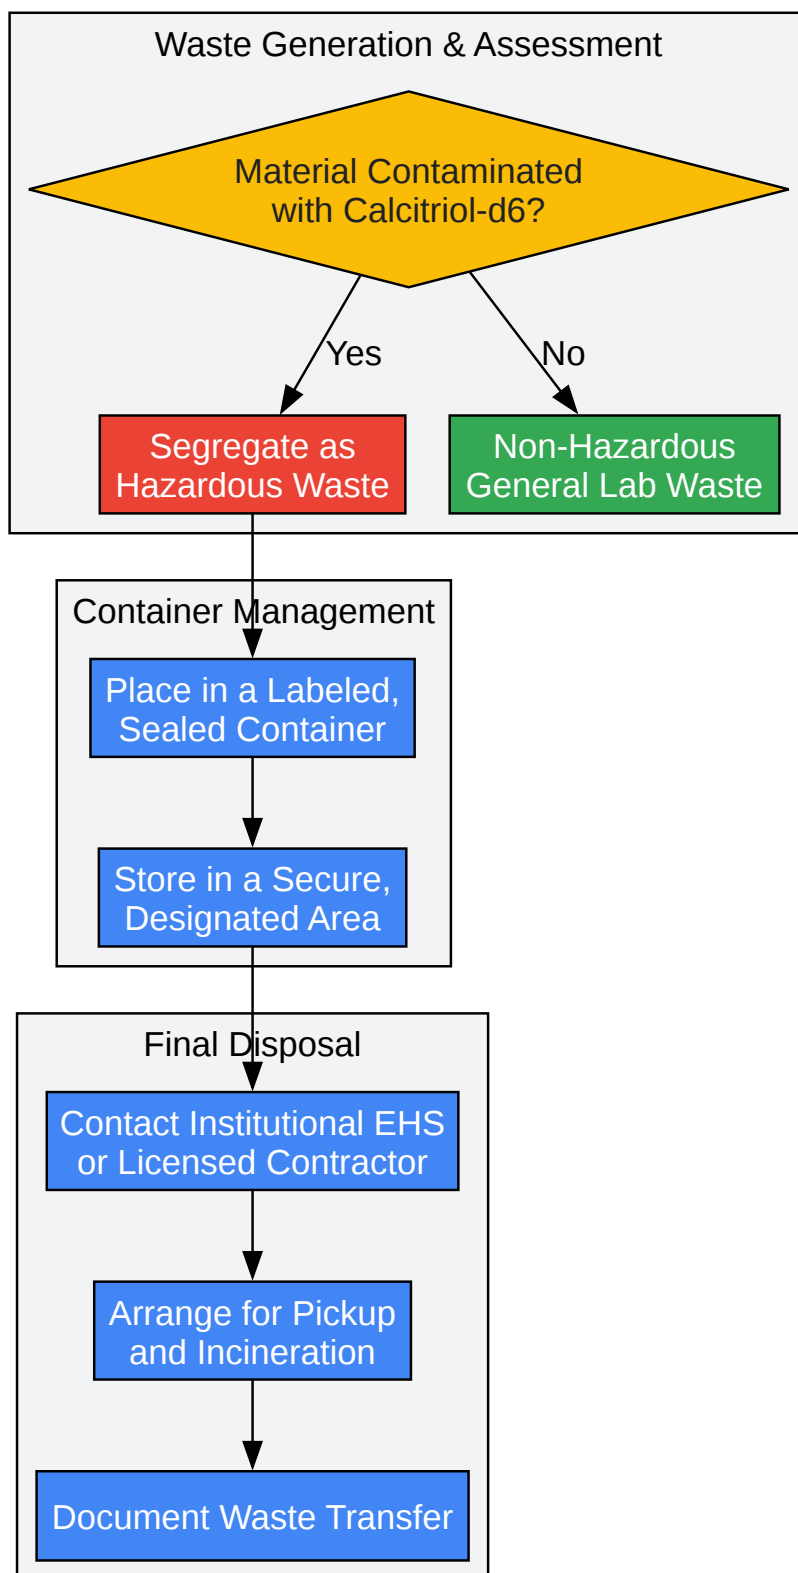 Waste Generation & Assessment
Material Contaminated
with Calcitriol-d6?
Yes
No
Segregate as
Hazardous Waste
Non-Hazardous
General Lab Waste
Container Management
Place in a Labeled,
Sealed Container
Store in a Secure,
Designated Area
Final Disposal
Contact Institutional EHS
or Licensed Contractor
Arrange for Pickup
and Incineration
Document Waste Transfer